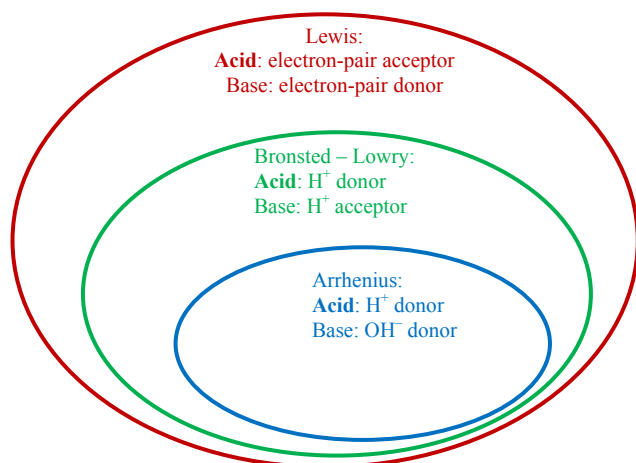 Lewis:
Acid: electron-pair acceptor
Base: electron-pair donor
Bronsted – Lowry:
Acid: H⁺ donor
Base: H⁺ acceptor
Arrhenius:
Acid: H⁺ donor
Base: OH⁻ donor